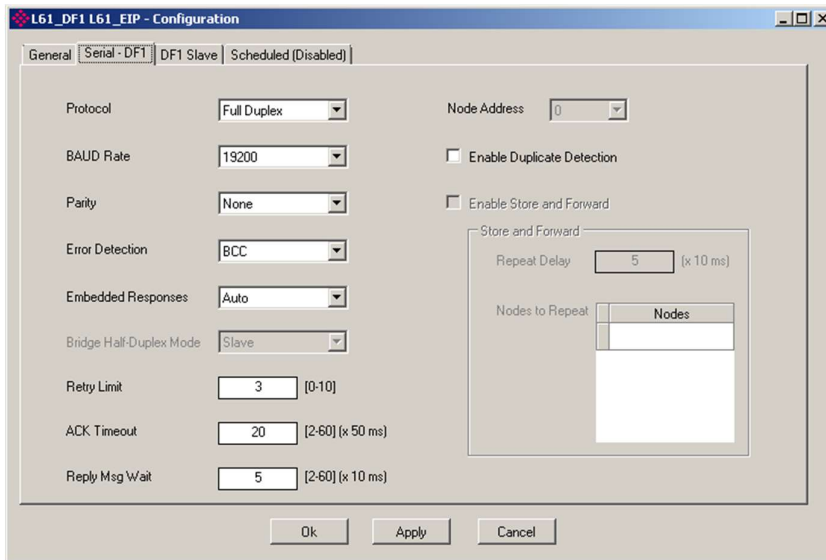 L61_DF1 L61_EIP - Configuration
General
Serial - DF1
DF1 Slave
Scheduled (Disabled)
Protocol
Full Duplex
BAUD Rate
19200
Parity
None
Error Detection
BCC
Embedded Responses
Auto
Bridge Half-Duplex Mode
Slave
Retry Limit
3
[0-10]
ACK Timeout
20
[2-60] (x 50 ms)
Reply Msg Wait
5
[2-60] (x 10 ms)
Node Address
0
Enable Duplicate Detection
Enable Store and Forward
Store and Forward
Repeat Delay
5
(x 10 ms)
Nodes to Repeat
Nodes
Ok
Apply
Cancel